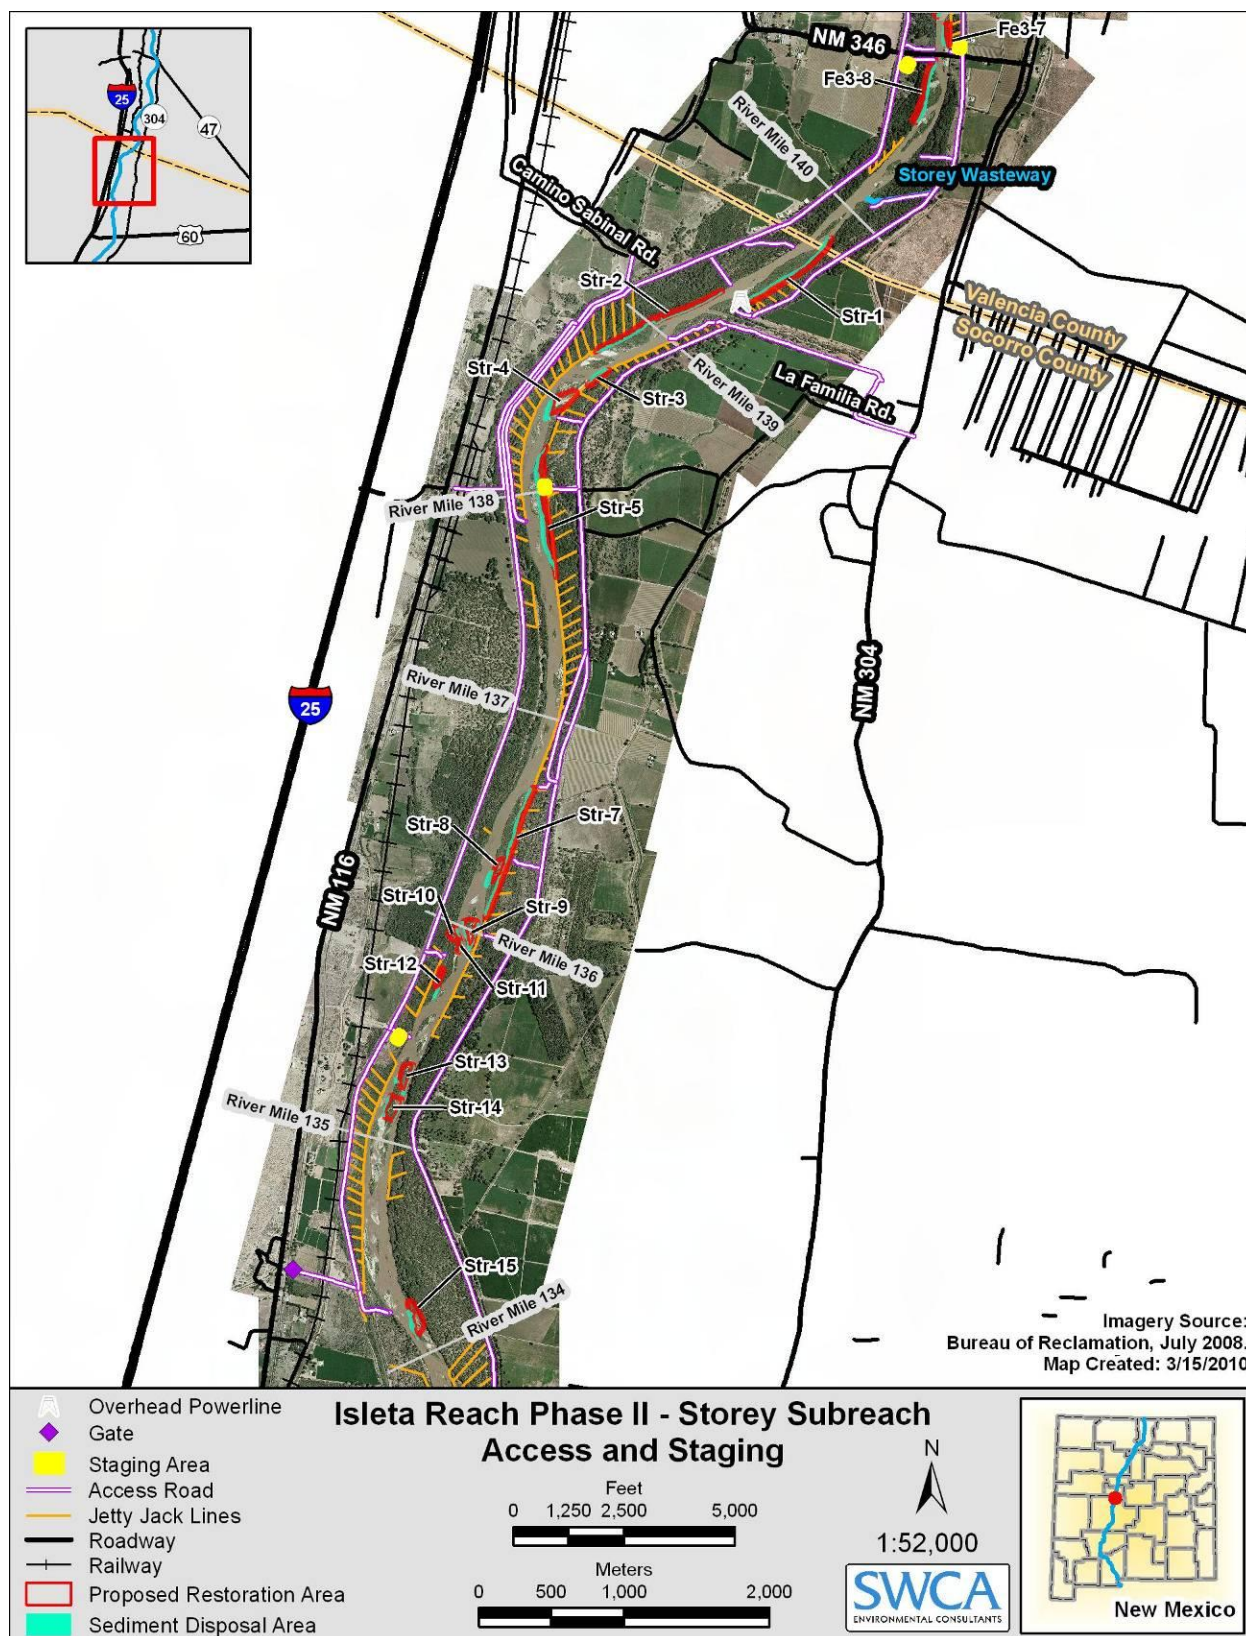 25
304
47
60
NM 346
Fe3-7
Fe3-8
River Mile 140
Storey Wasteway
Camino Sabinal Rd.
Str-2
Str-1
Valencia County
Socorro County
Str-4
Str-3
River Mile 139
La Familia Rd.
River Mile 138
Str-5
River Mile 137
NM 304
25
Str-8
Str-7
NM 116
Str-10
Str-9
River Mile 136
Str-12
Str-11
Str-13
Str-14
River Mile 135
Str-15
River Mile 134
Imagery Source:
Bureau of Reclamation, July 2008.
Map Created: 3/15/2010
Overhead Powerline
Gate
Staging Area
Access Road
Jetty Jack Lines
Roadway
Railway
Proposed Restoration Area
Sediment Disposal Area
Isleta Reach Phase II - Storey Subreach
Access and Staging
Feet
0 1,250 2,500 5,000
Meters
0 500 1,000 2,000
N
1:52,000
SWCA
ENVIRONMENTAL CONSULTANTS
New Mexico